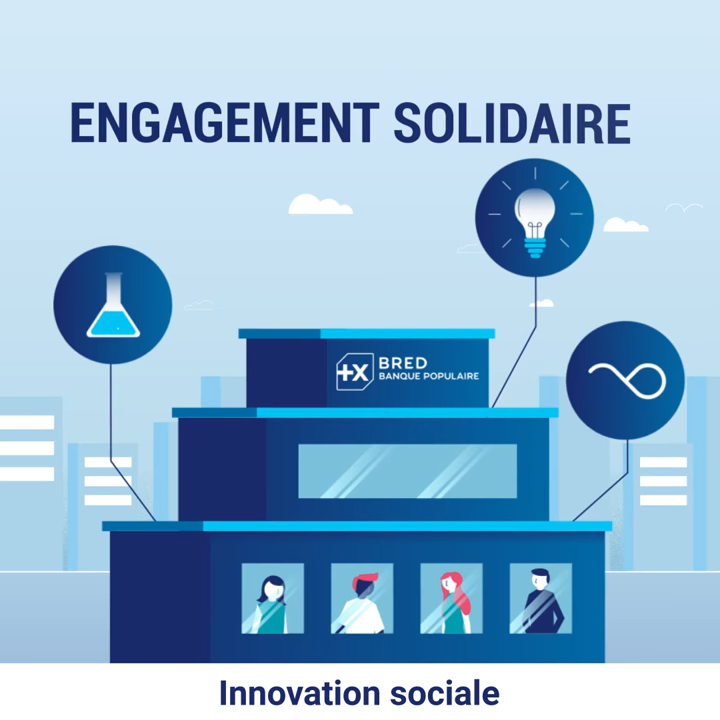 ENGAGEMENT SOLIDAIRE
+X BRED
BANQUE POPULAIRE
Innovation sociale